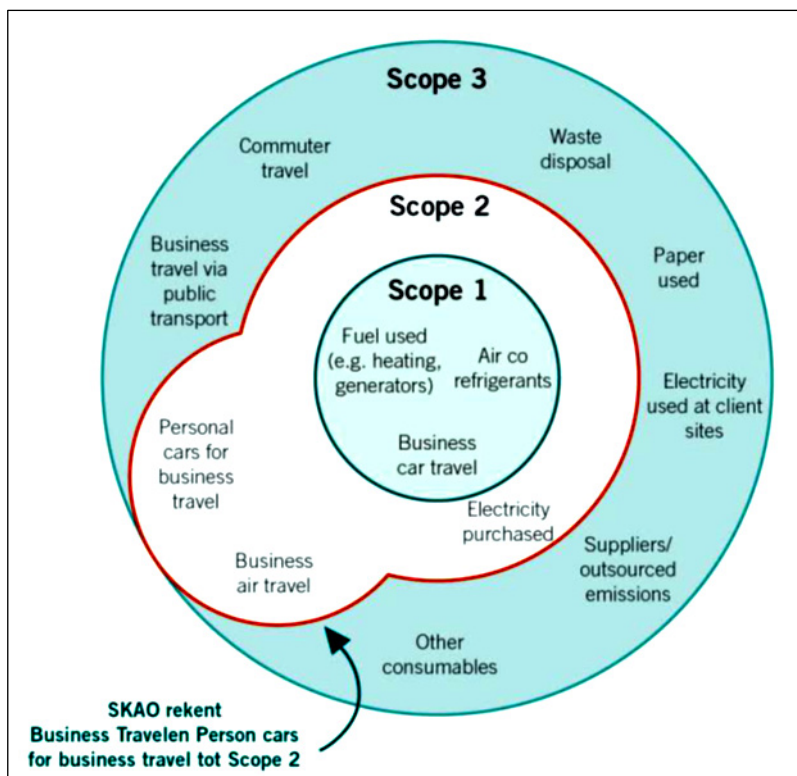 Scope 3
Commuter
travel
Waste
disposal
Scope 2
Business
travel via
public
transport
Paper
used
Scope 1
Fuel used
(e.g. heating,
generators)
Air co
refrigerants
Electricity
used at client
sites
Personal
cars for
business
travel
Business
car travel
Electricity
purchased
Business
air travel
Suppliers/
outsourced
emissions
Other
consumables
SKAO rekent
Business Travelen Person cars
for business travel tot Scope 2